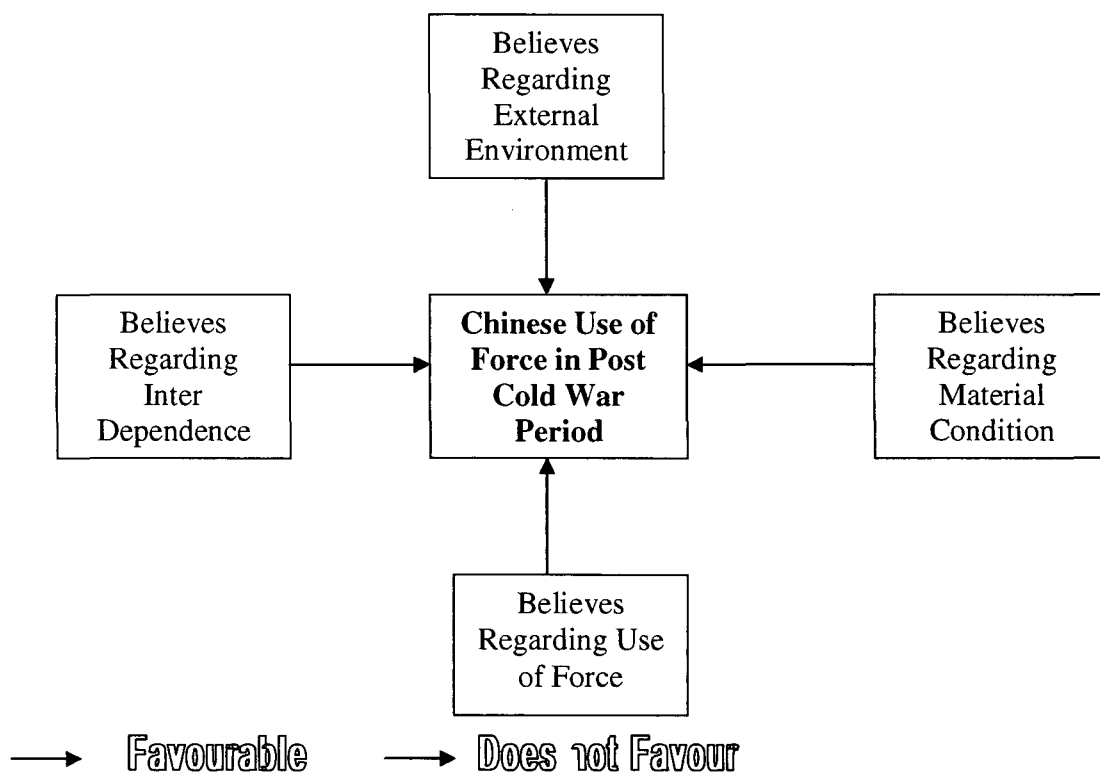 Believes
Regarding
External
Environment
Believes
Regarding
Inter
Dependence
Chinese Use of
Force in Post
Cold War
Period
Believes
Regarding
Material
Condition
Believes
Regarding Use
of Force
Favourable
Does not Favour